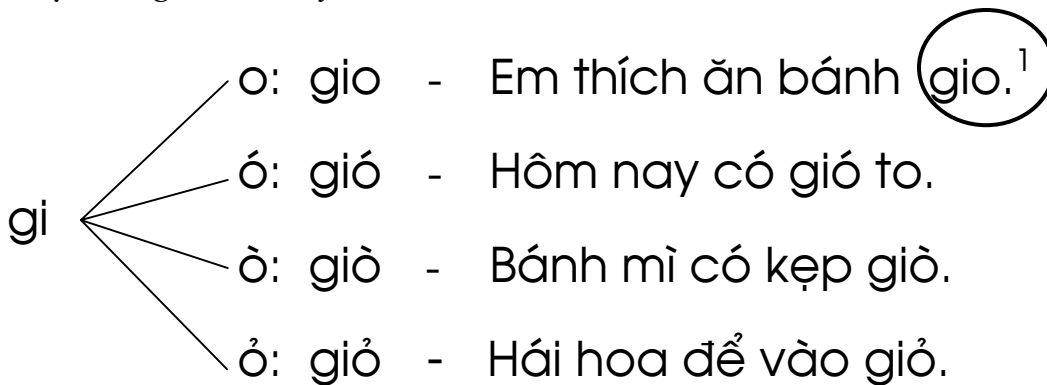 o: gio - Em thích ăn bánh gio.¹
ó: gió - Hôm nay có gió to.
gi
ò: giò - Bánh mì có kẹp giò.
ỏ: giỏ - Hái hoa để vào giỏ.